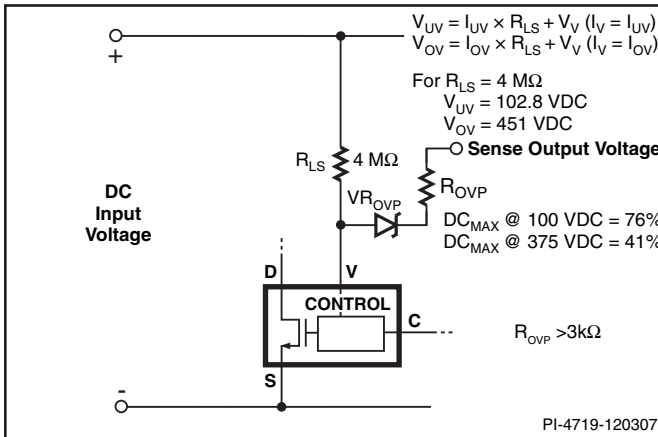 V_UV = I_UV × R_LS + V_V (I_V = I_UV)
V_OV = I_OV × R_LS + V_V (I_V = I_OV)
+
For R_LS = 4 MΩ
V_UV = 102.8 VDC
V_OV = 451 VDC
Sense Output Voltage
R_LS
4 MΩ
R_OVP
VR_OVP
DC
Input
Voltage
DC_MAX @ 100 VDC = 76%
DC_MAX @ 375 VDC = 41%
D
V
CONTROL
C
R_OVP >3kΩ
S
-
PI-4719-120307